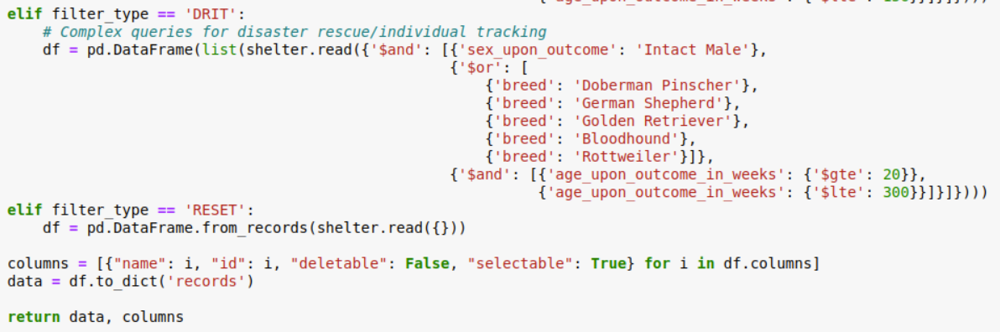 elif filter_type == 'DRIT':
    # Complex queries for disaster rescue/individual tracking
    df = pd.DataFrame(list(shelter.read({'$and': [{'sex_upon_outcome': 'Intact Male'},
                                                  {'$or': [
                                                      {'breed': 'Doberman Pinscher'},
                                                      {'breed': 'German Shepherd'},
                                                      {'breed': 'Golden Retriever'},
                                                      {'breed': 'Bloodhound'},
                                                      {'breed': 'Rottweiler'}]},
                                                  {'$and': [{'age_upon_outcome_in_weeks': {'$gte': 20}},
                                                            {'age_upon_outcome_in_weeks': {'$lte': 300}}]}]})))
elif filter_type == 'RESET':
    df = pd.DataFrame.from_records(shelter.read({}))

columns = [{"name": i, "id": i, "deletable": False, "selectable": True} for i in df.columns]
data = df.to_dict('records')

return data, columns